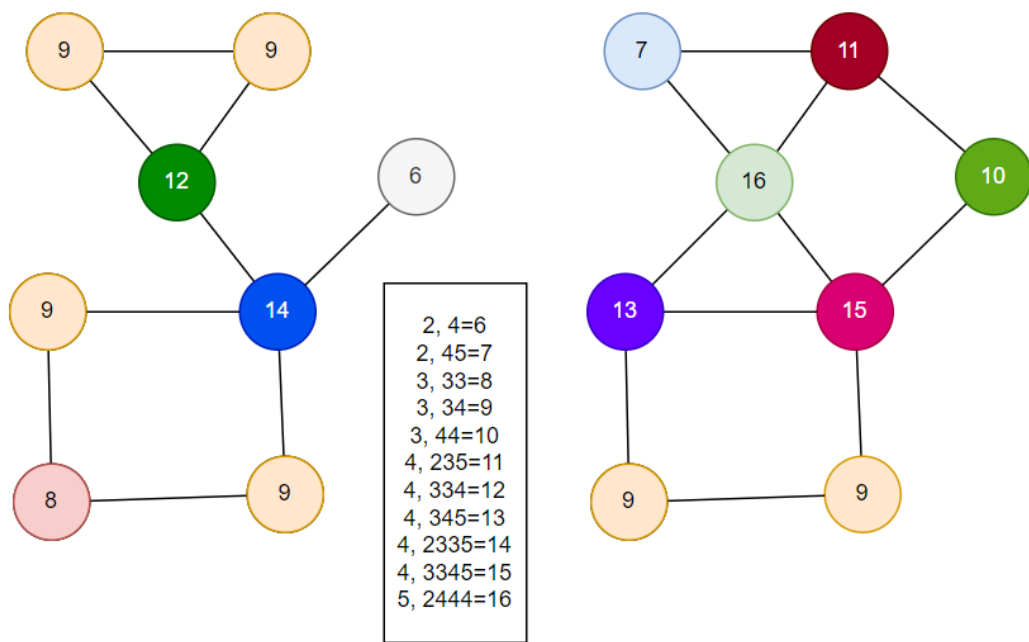 9 9 7 11
12 6 16 10
9 14 13 15
2, 4=6
2, 45=7
3, 33=8
3, 34=9
3, 44=10
4, 235=11
4, 334=12
4, 345=13
4, 2335=14
4, 3345=15
5, 2444=16
8 9 9 9